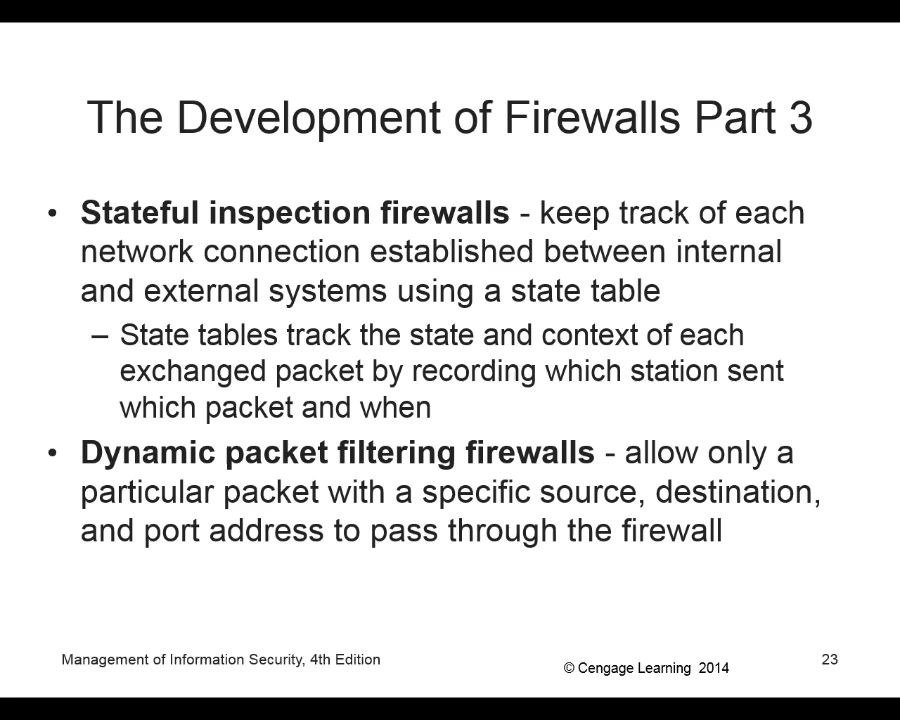 The Development of Firewalls Part 3
• Stateful inspection firewalls - keep track of each
network connection established between internal
and external systems using a state table
– State tables track the state and context of each
exchanged packet by recording which station sent
which packet and when
• Dynamic packet filtering firewalls - allow only a
particular packet with a specific source, destination,
and port address to pass through the firewall
Management of Information Security, 4th Edition
© Cengage Learning 2014
23